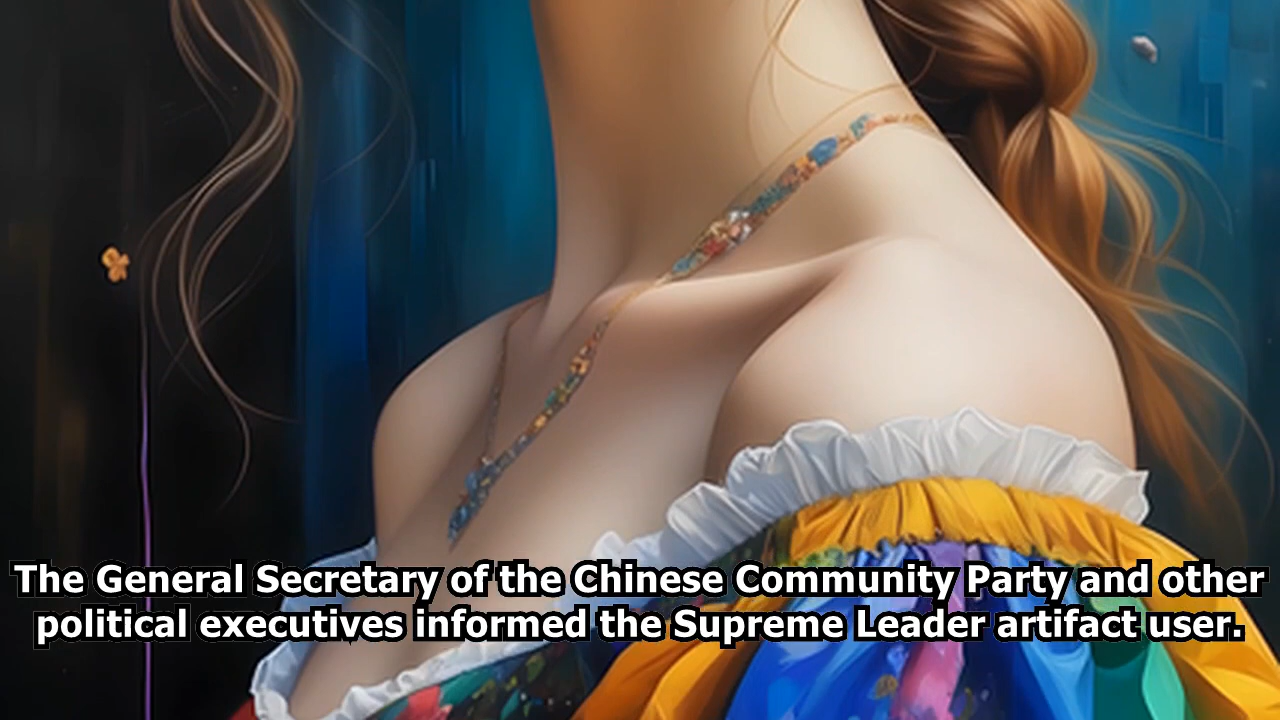 The General Secretary of the Chinese Community Party and other
political executives informed the Supreme Leader artifact user.